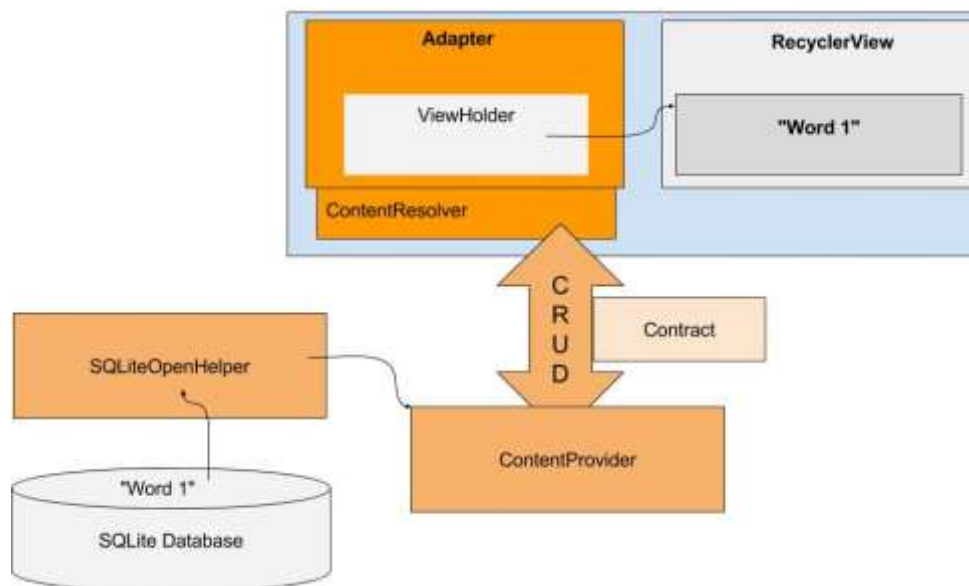 Adapter
RecyclerView
ViewHolder
"Word 1"
ContentResolver
C
R
U
D
Contract
SQLiteOpenHelper
ContentProvider
"Word 1"
SQLite Database